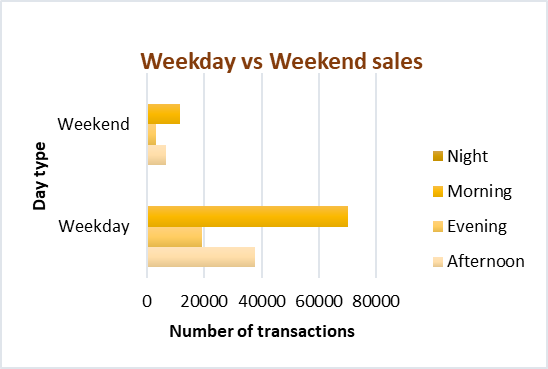 Weekday vs Weekend sales
Day type
Weekend
Weekday
0 20000 40000 60000 80000
Number of transactions
Night
Morning
Evening
Afternoon